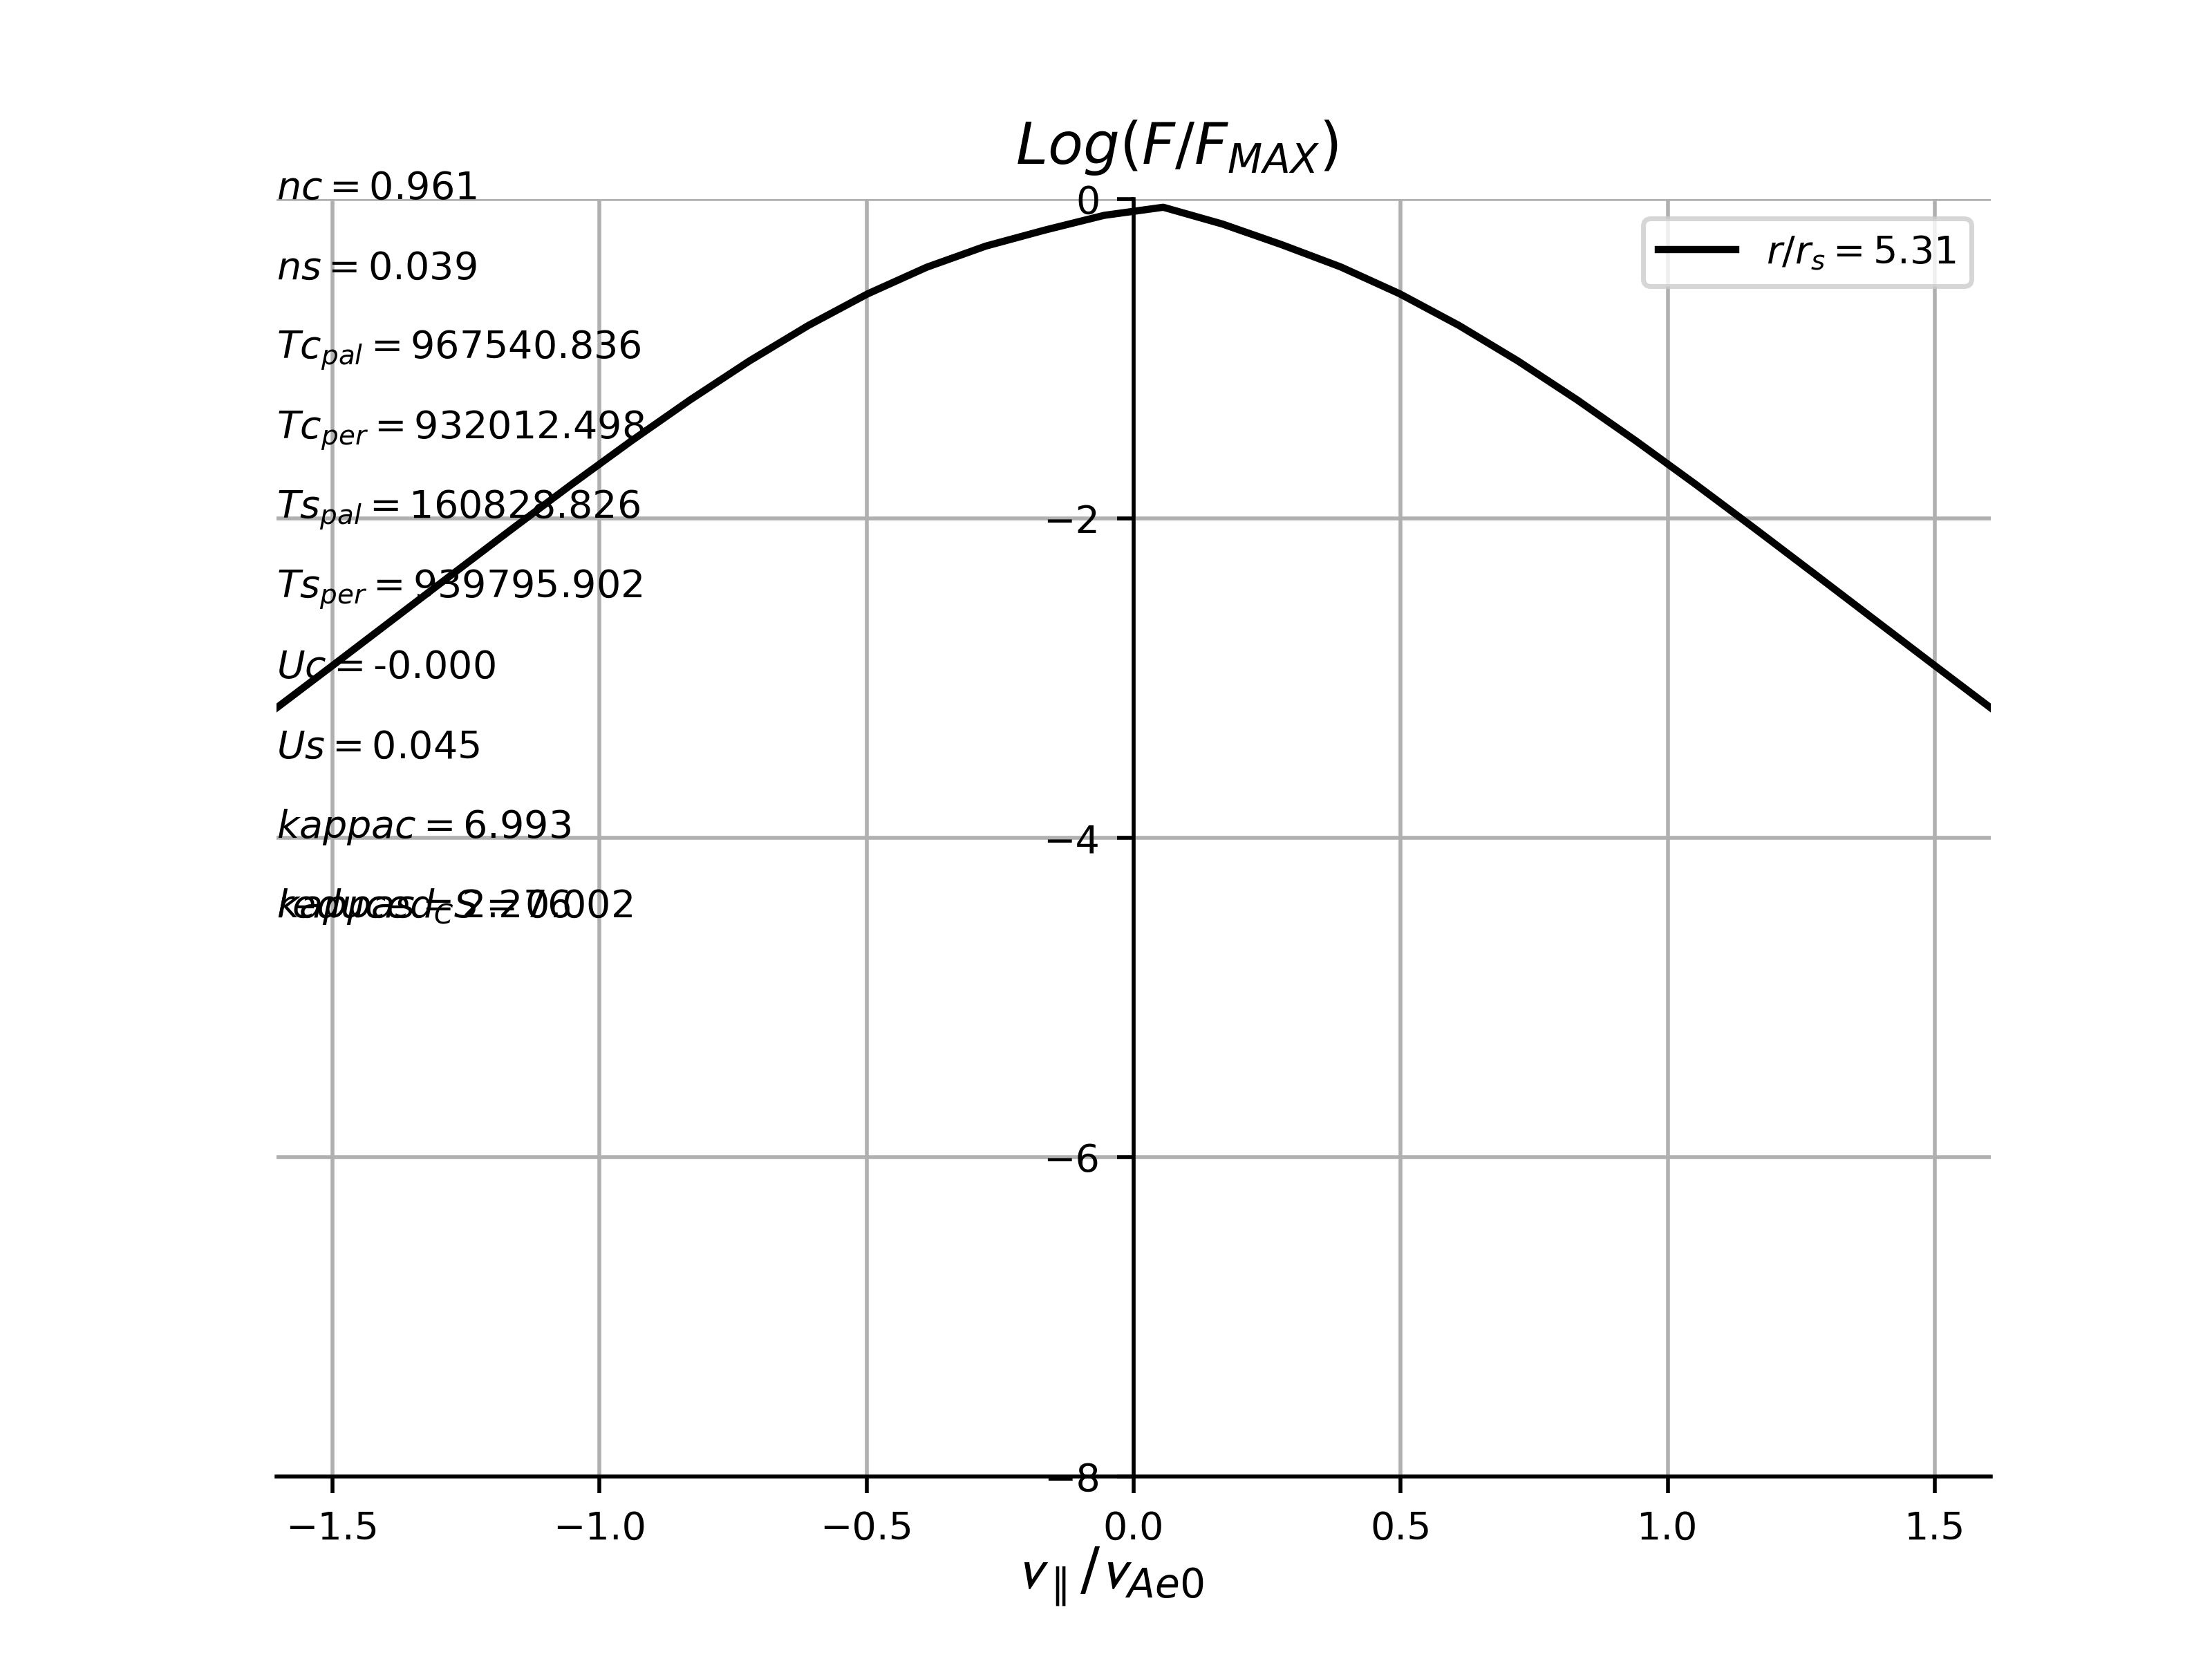 Log(F/F_MAX)
nc = 0.961
ns = 0.039
Tc_pal = 967540.836
Tc_per = 932012.498
Ts_pal = 160828.826
Ts_per = 939795.902
Uc = -0.000
Us = 0.045
kappac = 6.993
r/r_s = 5.31
0
−2
−4
−6
−8
−1.5 −1.0 −0.5 0.0 0.5 1.0 1.5
v_∥/v_Ae0